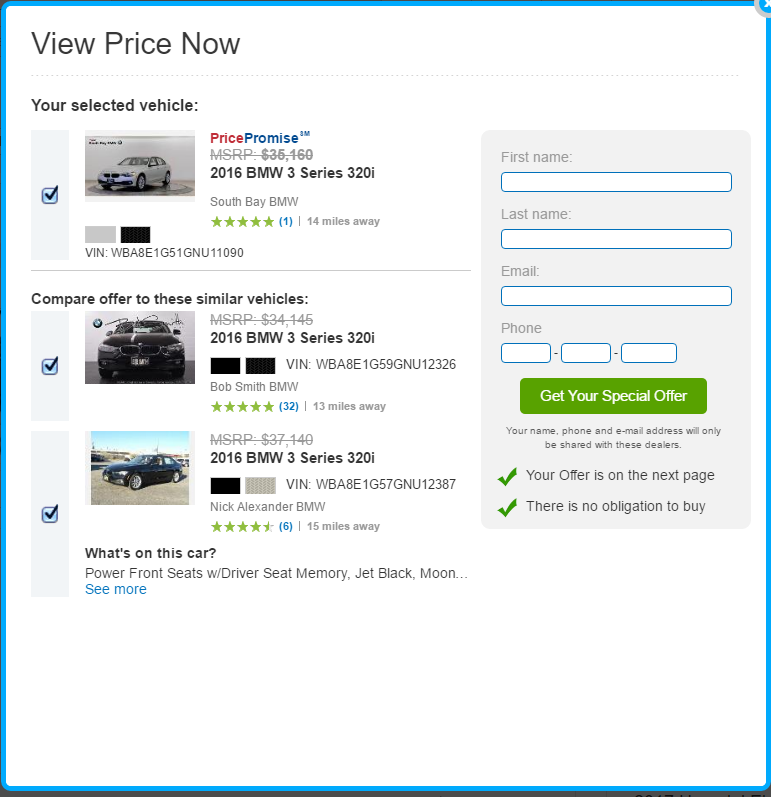 View Price Now
Your selected vehicle:
PricePromise℠
MSRP: $35,160
2016 BMW 3 Series 320i
South Bay BMW
(1) | 14 miles away
VIN: WBA8E1G51GNU11090
Compare offer to these similar vehicles:
MSRP: $34,145
2016 BMW 3 Series 320i
VIN: WBA8E1G59GNU12326
Bob Smith BMW
(32) | 13 miles away
MSRP: $37,140
2016 BMW 3 Series 320i
VIN: WBA8E1G57GNU12387
Nick Alexander BMW
(6) | 15 miles away
What's on this car?
Power Front Seats w/Driver Seat Memory, Jet Black, Moon...
See more
First name:
Last name:
Email:
Phone
- -
Get Your Special Offer
Your name, phone and e-mail address will only
be shared with these dealers.
Your Offer is on the next page
There is no obligation to buy